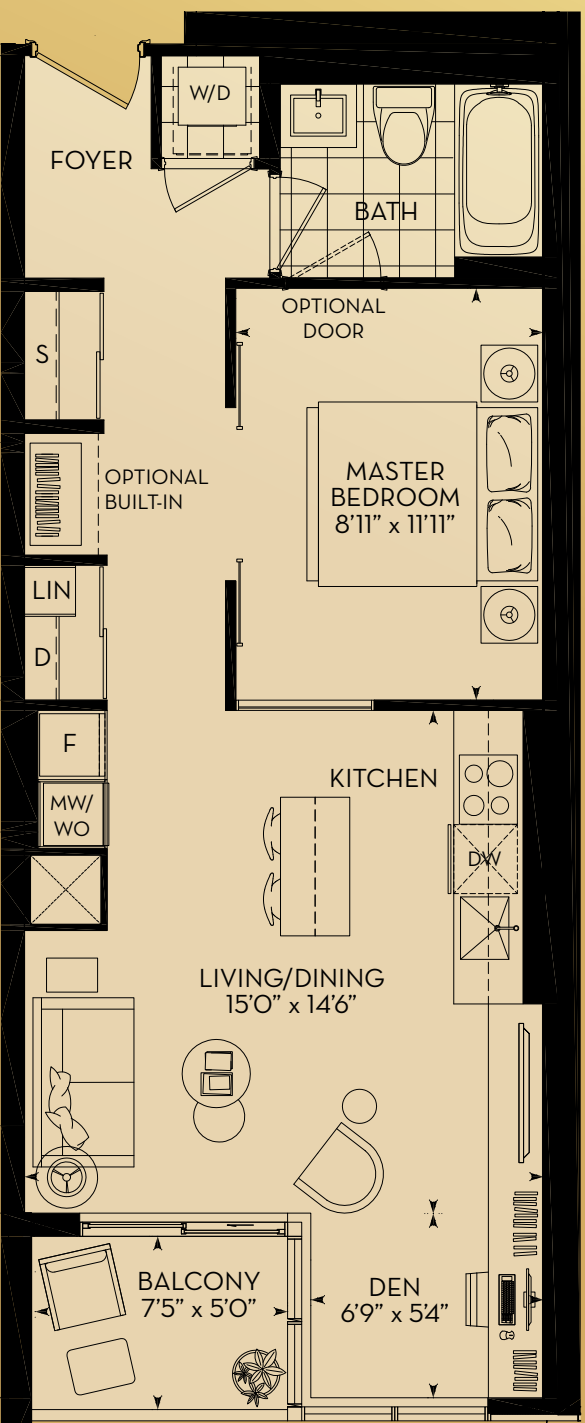 W/D
FOYER
BATH
OPTIONAL
DOOR
S
OPTIONAL
BUILT-IN
MASTER
BEDROOM
8'11" x 11'11"
LIN
D
F
KITCHEN
MW/
WO
DW
LIVING/DINING
15'0" x 14'6"
BALCONY
7'5" x 5'0"
DEN
6'9" x 5'4"